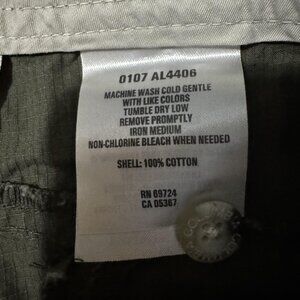 0107 AL4406
MACHINE WASH COLD GENTLE
WITH LIKE COLORS
TUMBLE DRY LOW
REMOVE PROMPTLY
IRON MEDIUM
NON-CHLORINE BLEACH WHEN NEEDED
SHELL: 100% COTTON
RN 69724
CA 05367